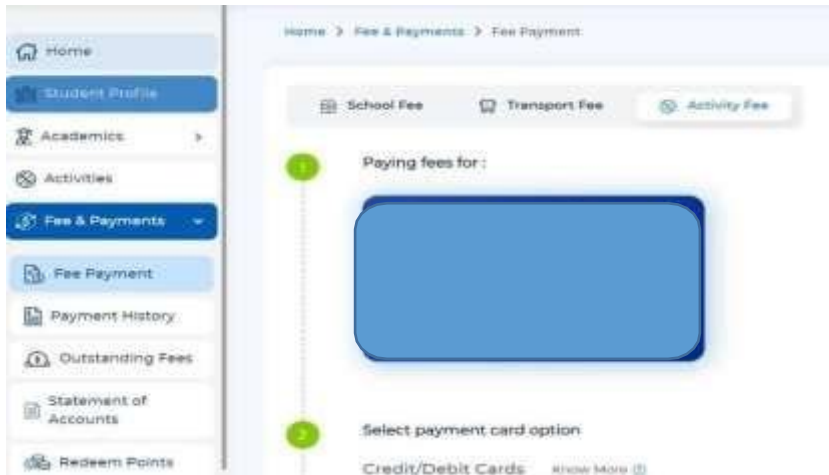 Home > Fee & Payments > Fee Payment
Home
Student Profile
Academics >
Activities
Fee & Payments
Fee Payment
Payment History
Outstanding Fees
Statement of
Accounts
Redeem Points
School Fee Transport Fee Activity Fee
1
Paying fees for :
2
Select payment card option
Credit/Debit Cards Know More